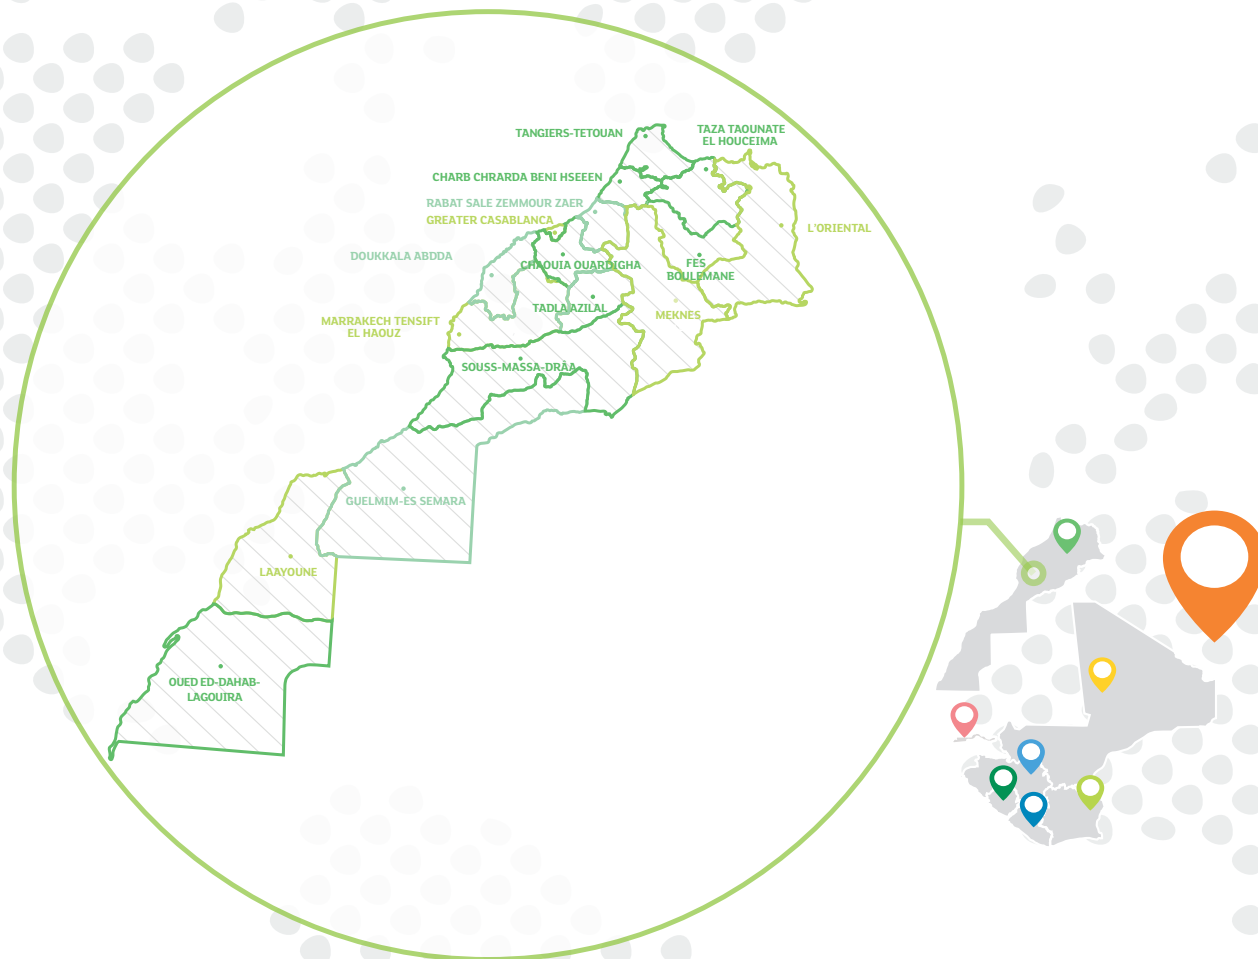 TANGIERS-TETOUAN
TAZA TAOUNATE
EL HOUCEIMA
CHARB CHRARDA BENI HSEEEN
RABAT SALE ZEMMOUR ZAER
GREATER CASABLANCA
L'ORIENTAL
DOUKKALA ABDDA
CHAOUIA OUARDIGHA
FES
BOULEMANE
TADLA AZILAL
MEKNES
MARRAKECH TENSIFT
EL HAOUZ
SOUSS-MASSA-DRÂA
GUELMIM-ES SEMARA
LAAYOUNE
OUED ED-DAHAB-
LAGOUIRA